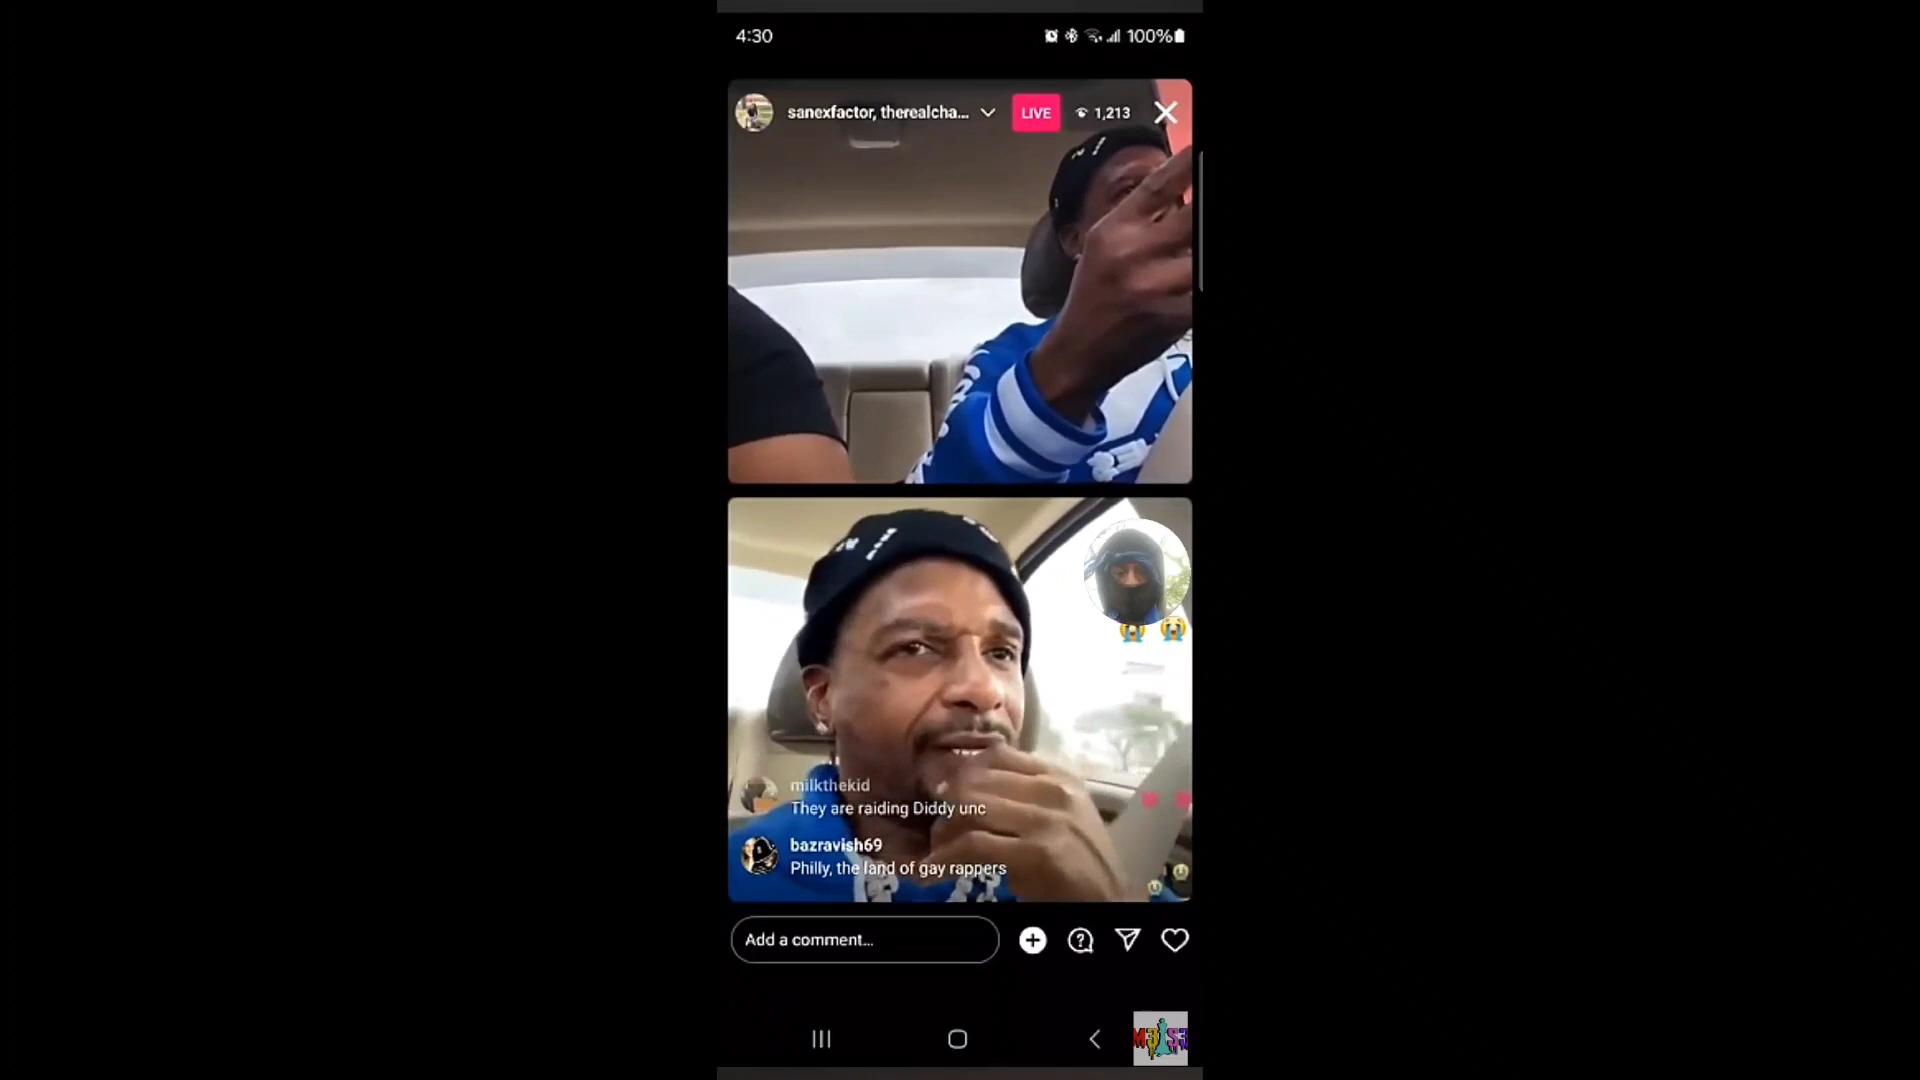 4:30
100%
sanexfactor, therealcha...
LIVE
1,213
milkthekid
They are raiding Diddy unc
bazravish69
Philly, the land of gay rappers
Add a comment...
M3S3